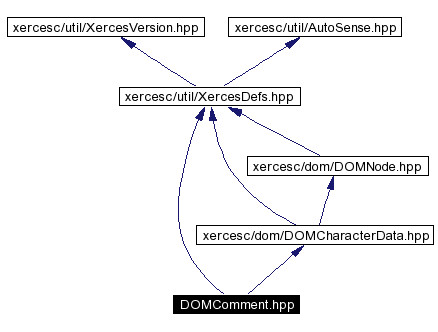 xercesc/util/XercesVersion.hpp
xercesc/util/AutoSense.hpp
xercesc/util/XercesDefs.hpp
xercesc/dom/DOMNode.hpp
xercesc/dom/DOMCharacterData.hpp
DOMComment.hpp